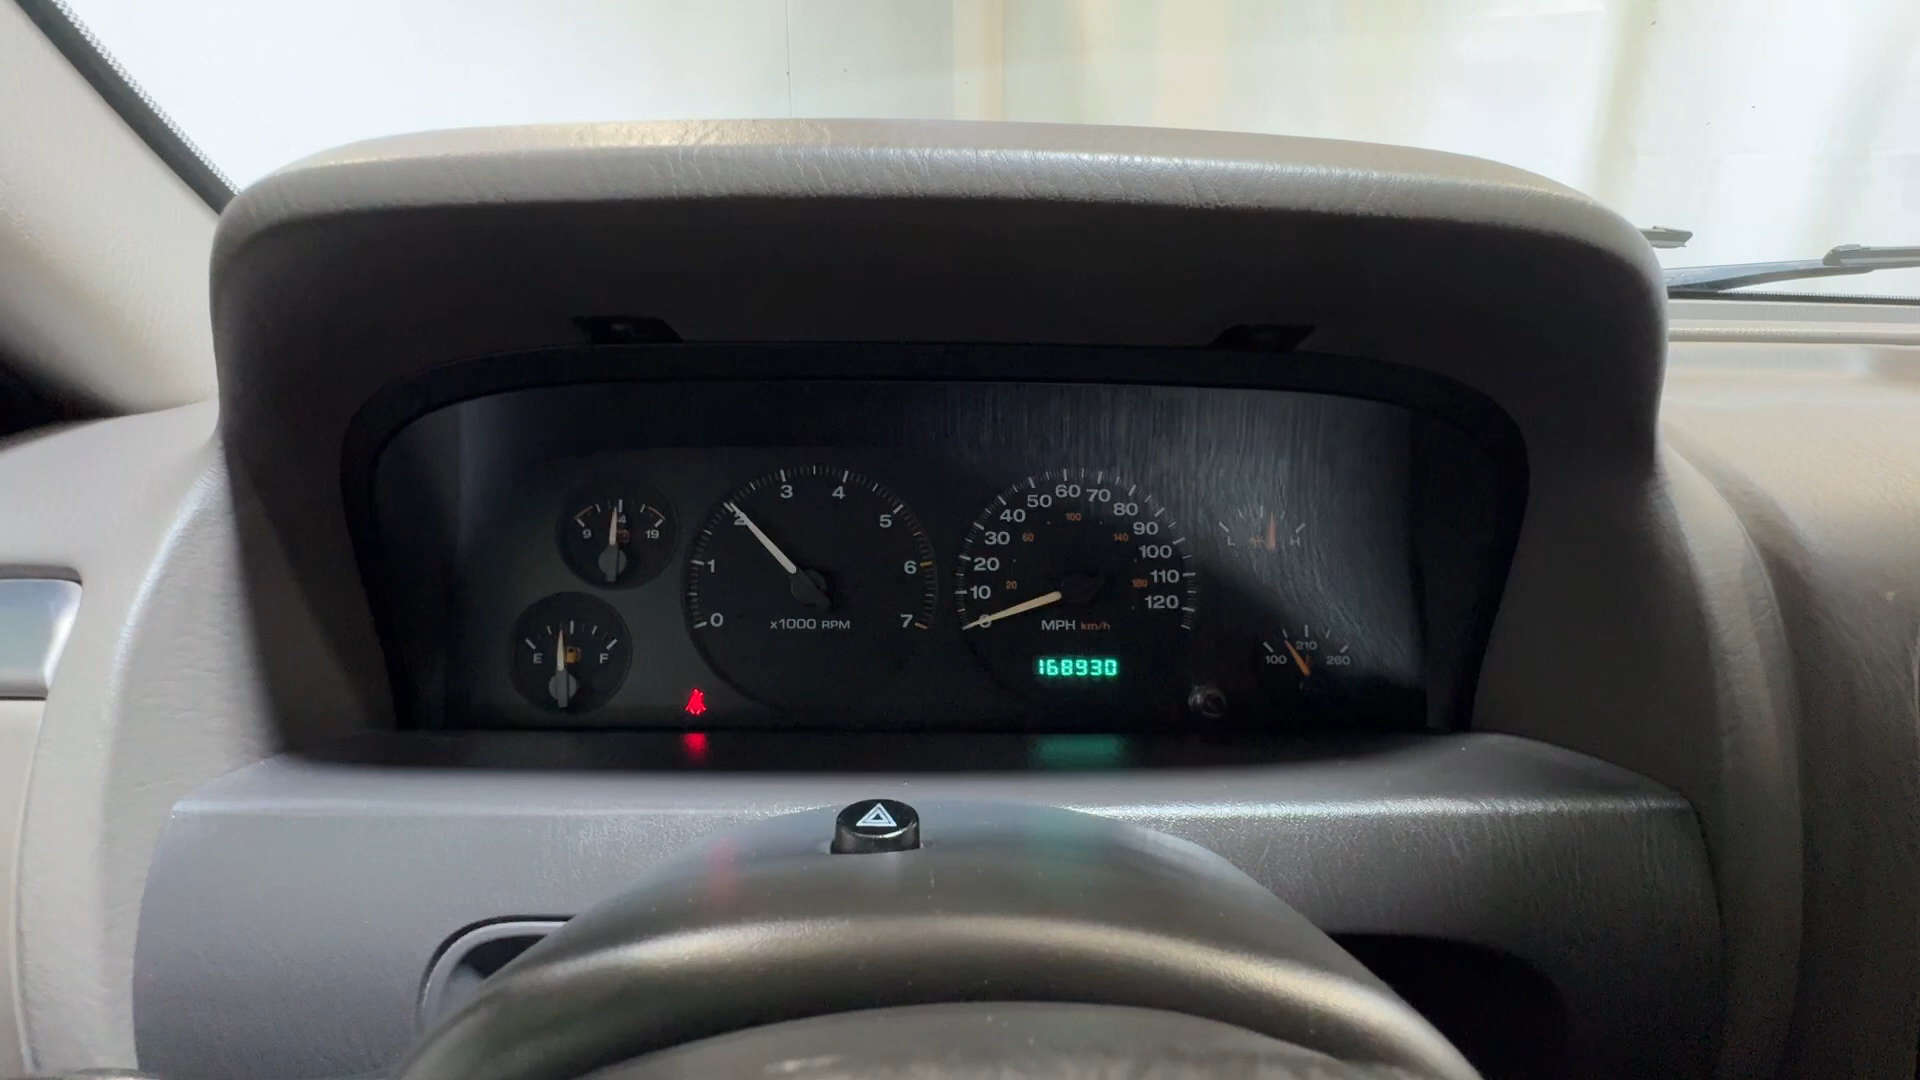 9 14 19
E F
0 1 2 3 4 5 6 7
x1000 RPM
0 10 20 30 40 50 60 70 80 90 100 110 120
20 60 100 140 180
MPH km/h
168930
L H
100 210 260